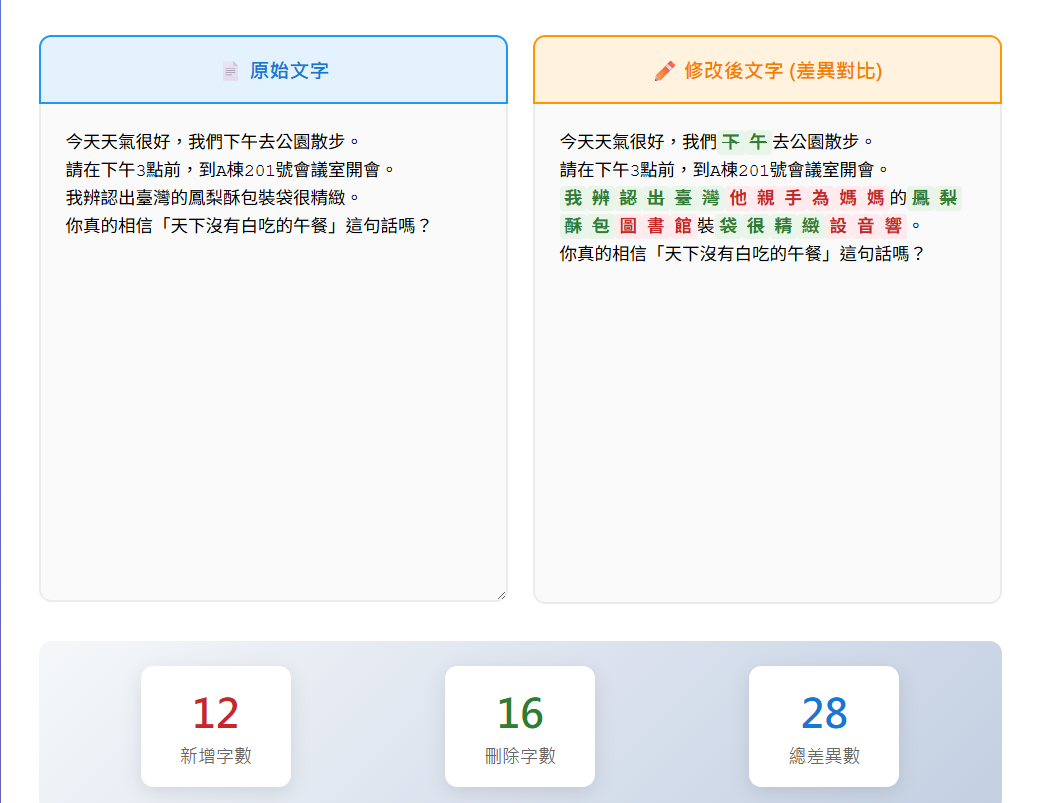 原始文字
今天天氣很好，我們下午去公園散步。
請在下午3點前，到A棟201號會議室開會。
我辨認出臺灣的鳳梨酥包裝袋很精緻。
你真的相信「天下沒有白吃的午餐」這句話嗎？
修改後文字 (差異對比)
今天天氣很好，我們下午去公園散步。
請在下午3點前，到A棟201號會議室開會。
我辨認出臺灣他親手為媽媽的鳳梨
酥包圖書館裝袋很精緻設音響。
你真的相信「天下沒有白吃的午餐」這句話嗎？
12
新增字數
16
刪除字數
28
總差異數